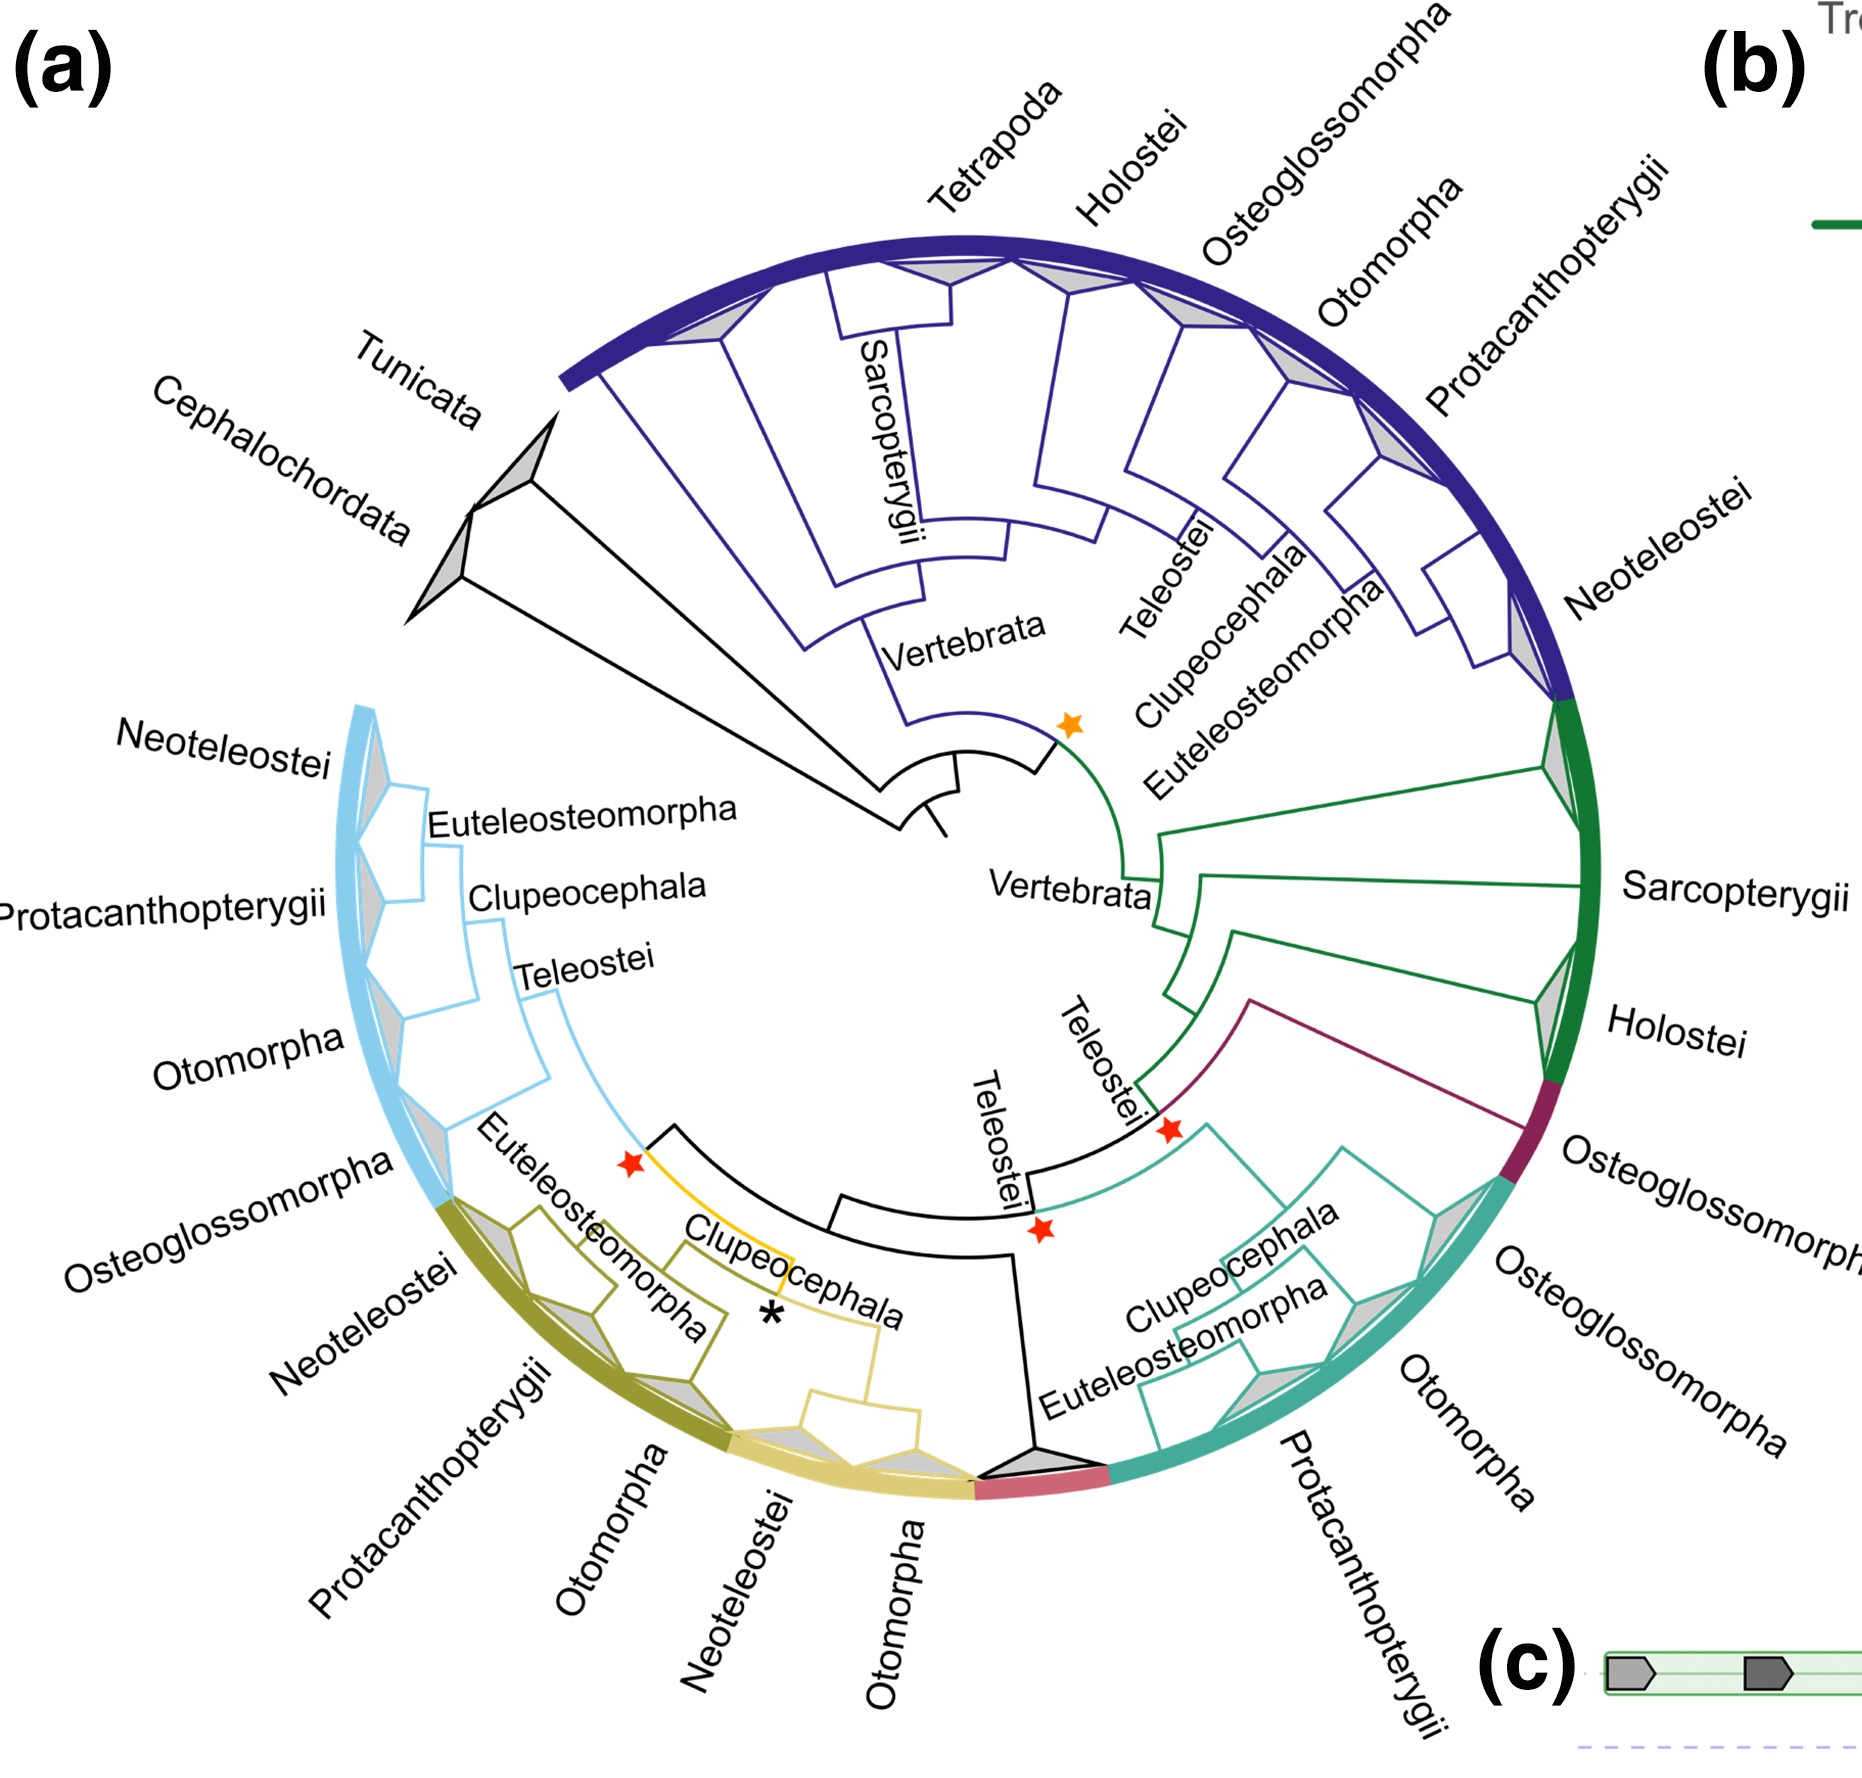 (a)
(b)
Tetrapoda
Holostei
Osteoglossomorpha
Otomorpha
Protacanthopterygii
Neoteleostei
Tunicata
Cephalochordata
Sarcopterygii
Vertebrata
Teleostei
Clupeocephala
Euteleosteomorpha
Vertebrata
Sarcopterygii
Holostei
Teleostei
Teleostei
Osteoglossomorph
Osteoglossomorpha
Otomorpha
Protacanthopterygii
Clupeocephala
Euteleosteomorpha
Neoteleostei
Euteleosteomorpha
Protacanthopterygii
Clupeocephala
Teleostei
Otomorpha
Osteoglossomorpha
Euteleosteomorpha
Clupeocephala
*
Neoteleostei
Protacanthopterygii
Otomorpha
Neoteleostei
Otomorpha
(c)